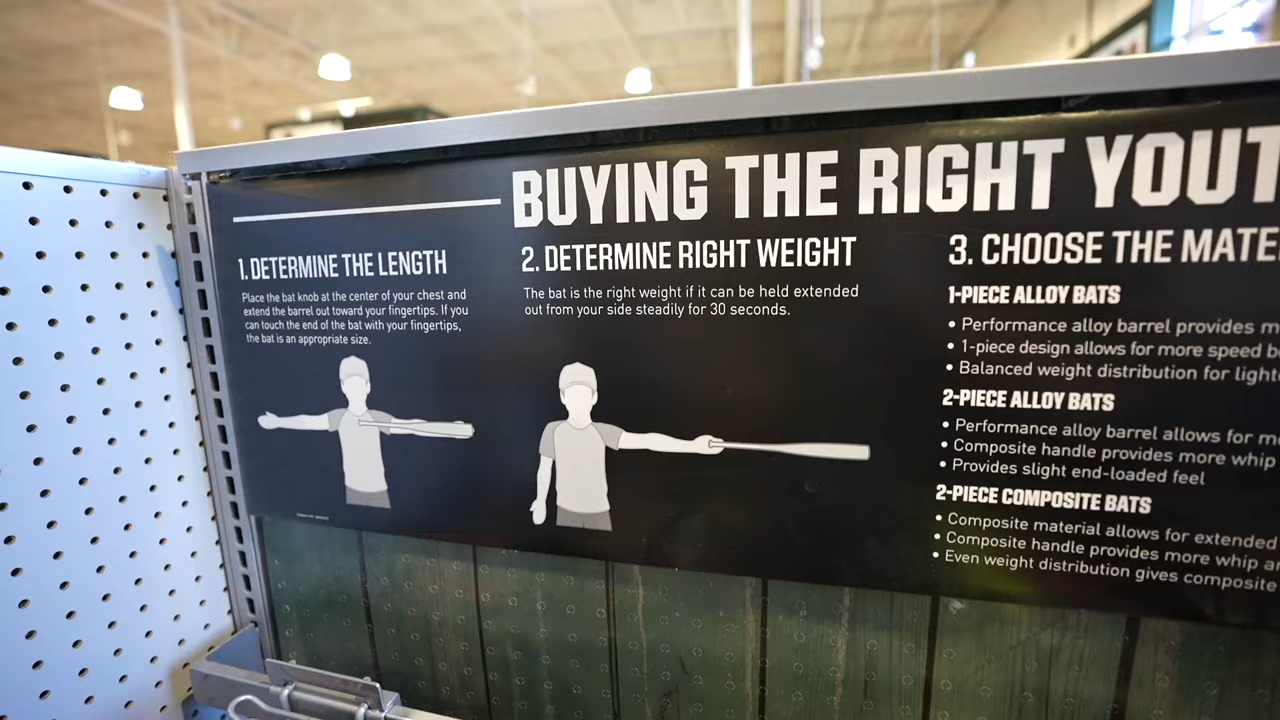 BUYING THE RIGHT
1. DETERMINE THE LENGTH
Place the bat knob at the center of your chest and
extend the barrel out toward your fingertips. If you
can touch the end of the bat with your fingertips,
the bat is an appropriate size.
2. DETERMINE RIGHT WEIGHT
The bat is the right weight if it can be held extended
out from your side steadily for 30 seconds.
3. CHOOSE THE
1-PIECE ALLOY BATS
• Performance alloy barrel provides
• 1-piece design allows for more speed
• Balanced weight distribution for
2-PIECE ALLOY BATS
• Performance alloy barrel allows for
• Composite handle provides more whip
• Provides slight end-loaded feel
2-PIECE COMPOSITE BATS
• Composite material allows for extended
• Composite handle provides more whip
• Even weight distribution gives composite